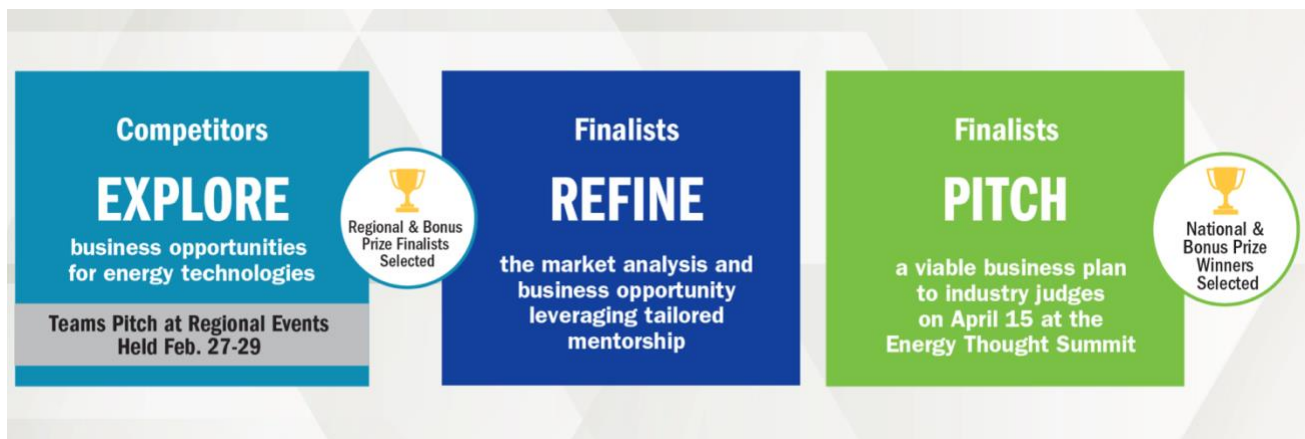 Competitors
EXPLORE
business opportunities
for energy technologies
Teams Pitch at Regional Events
Held Feb. 27-29
Regional & Bonus
Prize Finalists
Selected
Finalists
REFINE
the market analysis and
business opportunity
leveraging tailored
mentorship
Finalists
PITCH
a viable business plan
to industry judges
on April 15 at the
Energy Thought Summit
National &
Bonus Prize
Winners
Selected